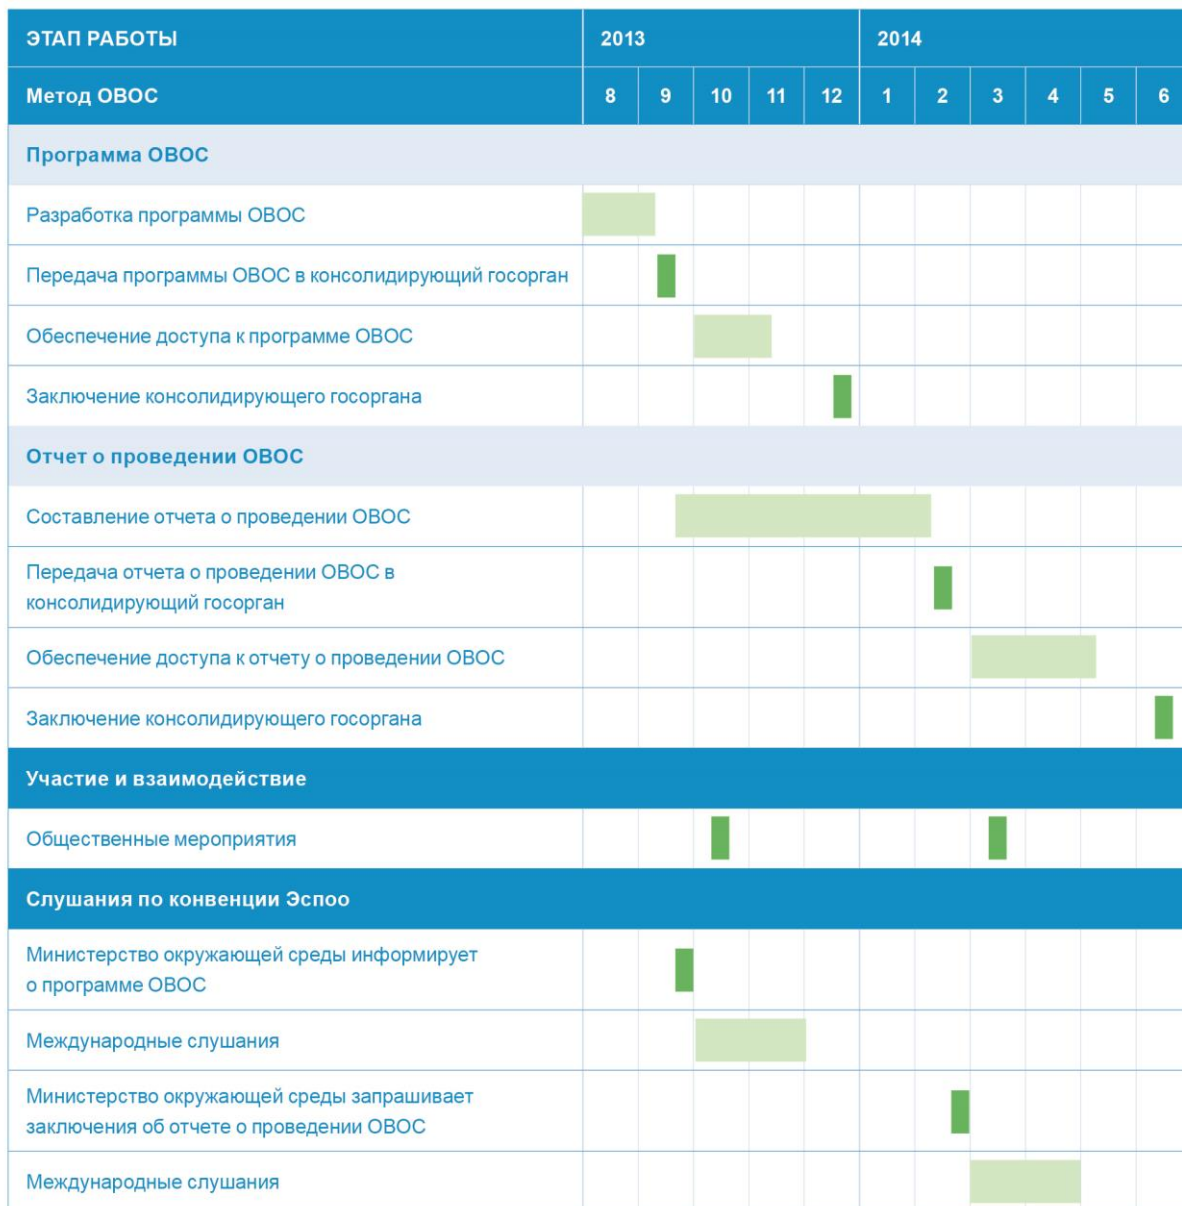 ЭТАП РАБОТЫ 2013 2014
Метод ОВОС 8 9 10 11 12 1 2 3 4 5 6
Программа ОВОС
Разработка программы ОВОС
Передача программы ОВОС в консолидирующий госорган
Обеспечение доступа к программе ОВОС
Заключение консолидирующего госоргана
Отчет о проведении ОВОС
Составление отчета о проведении ОВОС
Передача отчета о проведении ОВОС в
консолидирующий госорган
Обеспечение доступа к отчету о проведении ОВОС
Заключение консолидирующего госоргана
Участие и взаимодействие
Общественные мероприятия
Слушания по конвенции Эспоо
Министерство окружающей среды информирует
о программе ОВОС
Международные слушания
Министерство окружающей среды запрашивает
заключения об отчете о проведении ОВОС
Международные слушания